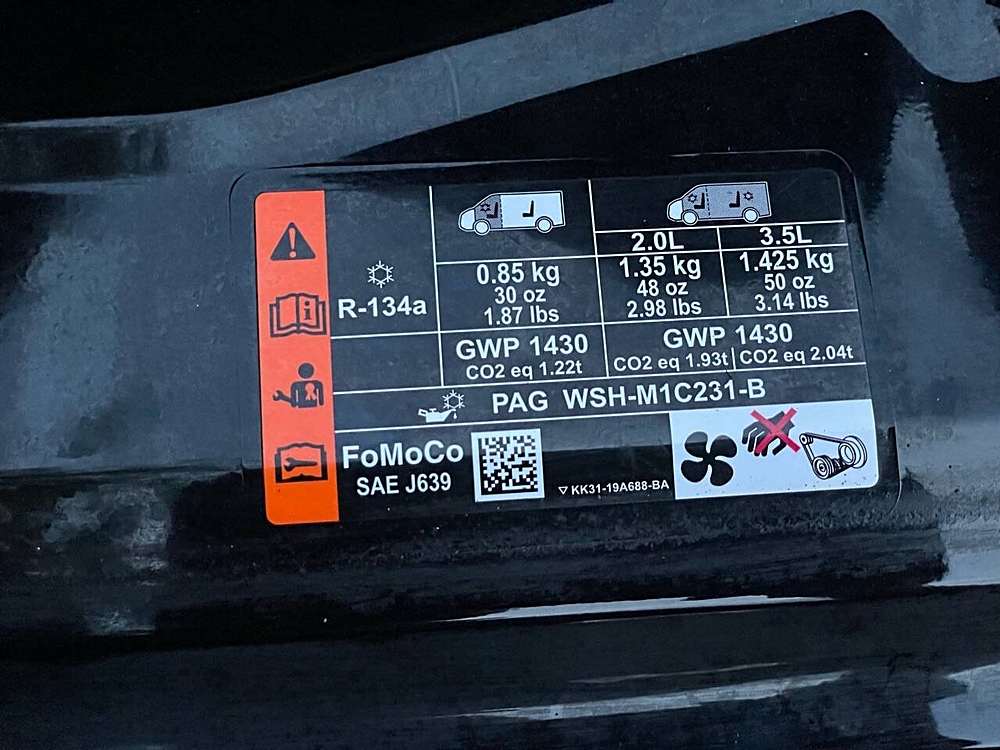 R-134a
0.85 kg
30 oz
1.87 lbs
2.0L
1.35 kg
48 oz
2.98 lbs
3.5L
1.425 kg
50 oz
3.14 lbs
GWP 1430
CO2 eq 1.22t
GWP 1430
CO2 eq 1.93t CO2 eq 2.04t
PAG WSH-M1C231-B
FoMoCo
SAE J639
KK31-19A688-BA